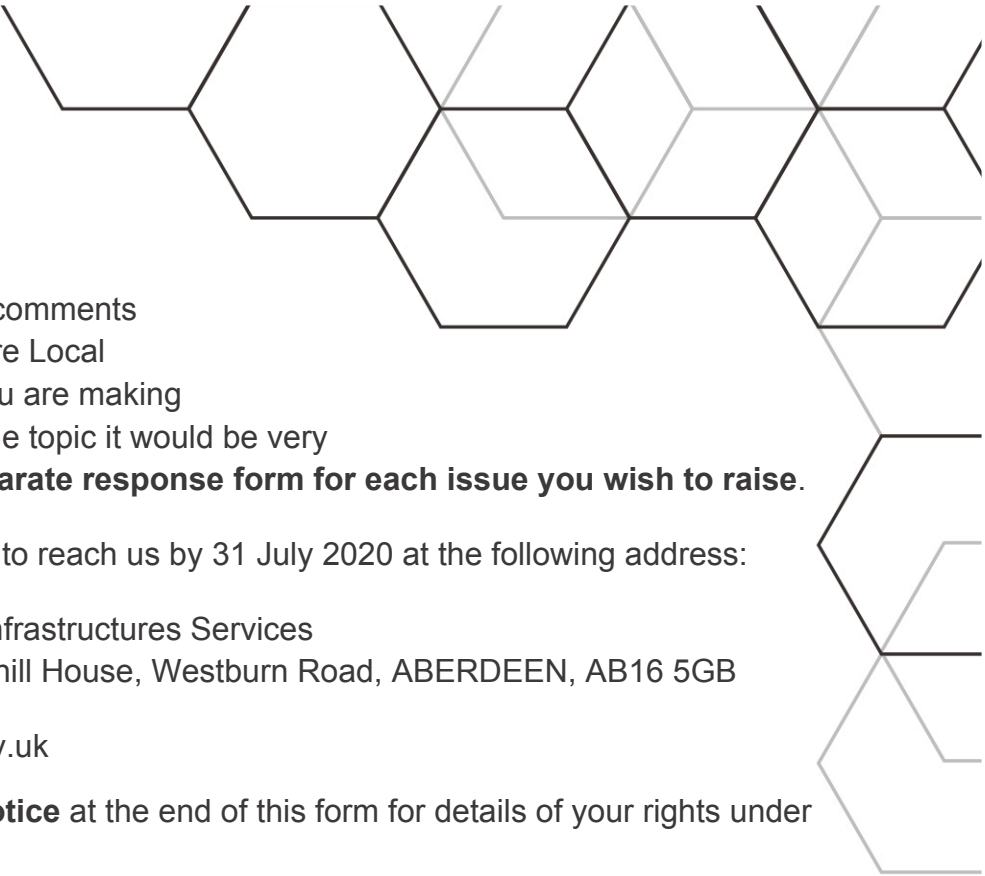 comments
re Local
u are making
e topic it would be very
arate response form for each issue you wish to raise.
to reach us by 31 July 2020 at the following address:
nfrastructures Services
hill House, Westburn Road, ABERDEEN, AB16 5GB
v.uk
otice at the end of this form for details of your rights under